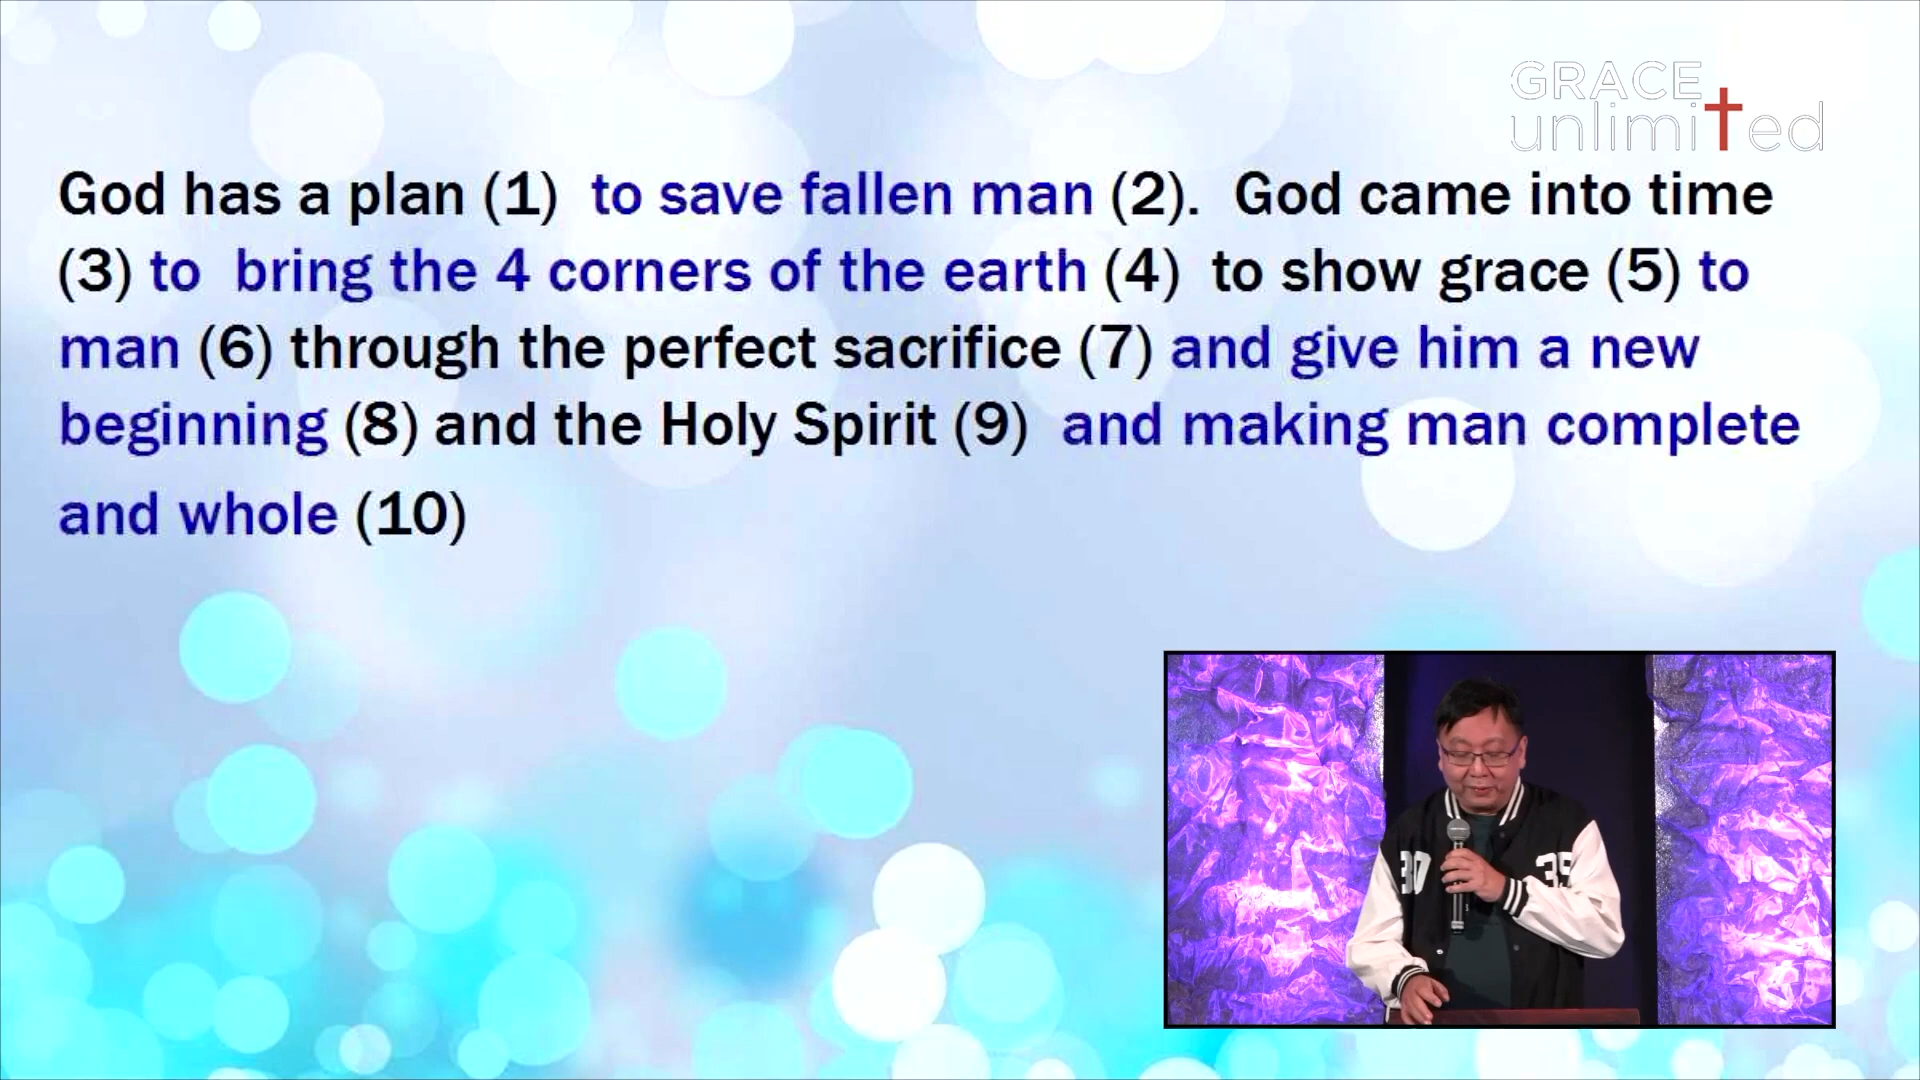 GRACE
unlimited
God has a plan (1) to save fallen man (2). God came into time
(3) to bring the 4 corners of the earth (4) to show grace (5) to
man (6) through the perfect sacrifice (7) and give him a new
beginning (8) and the Holy Spirit (9) and making man complete
and whole (10)
30 35